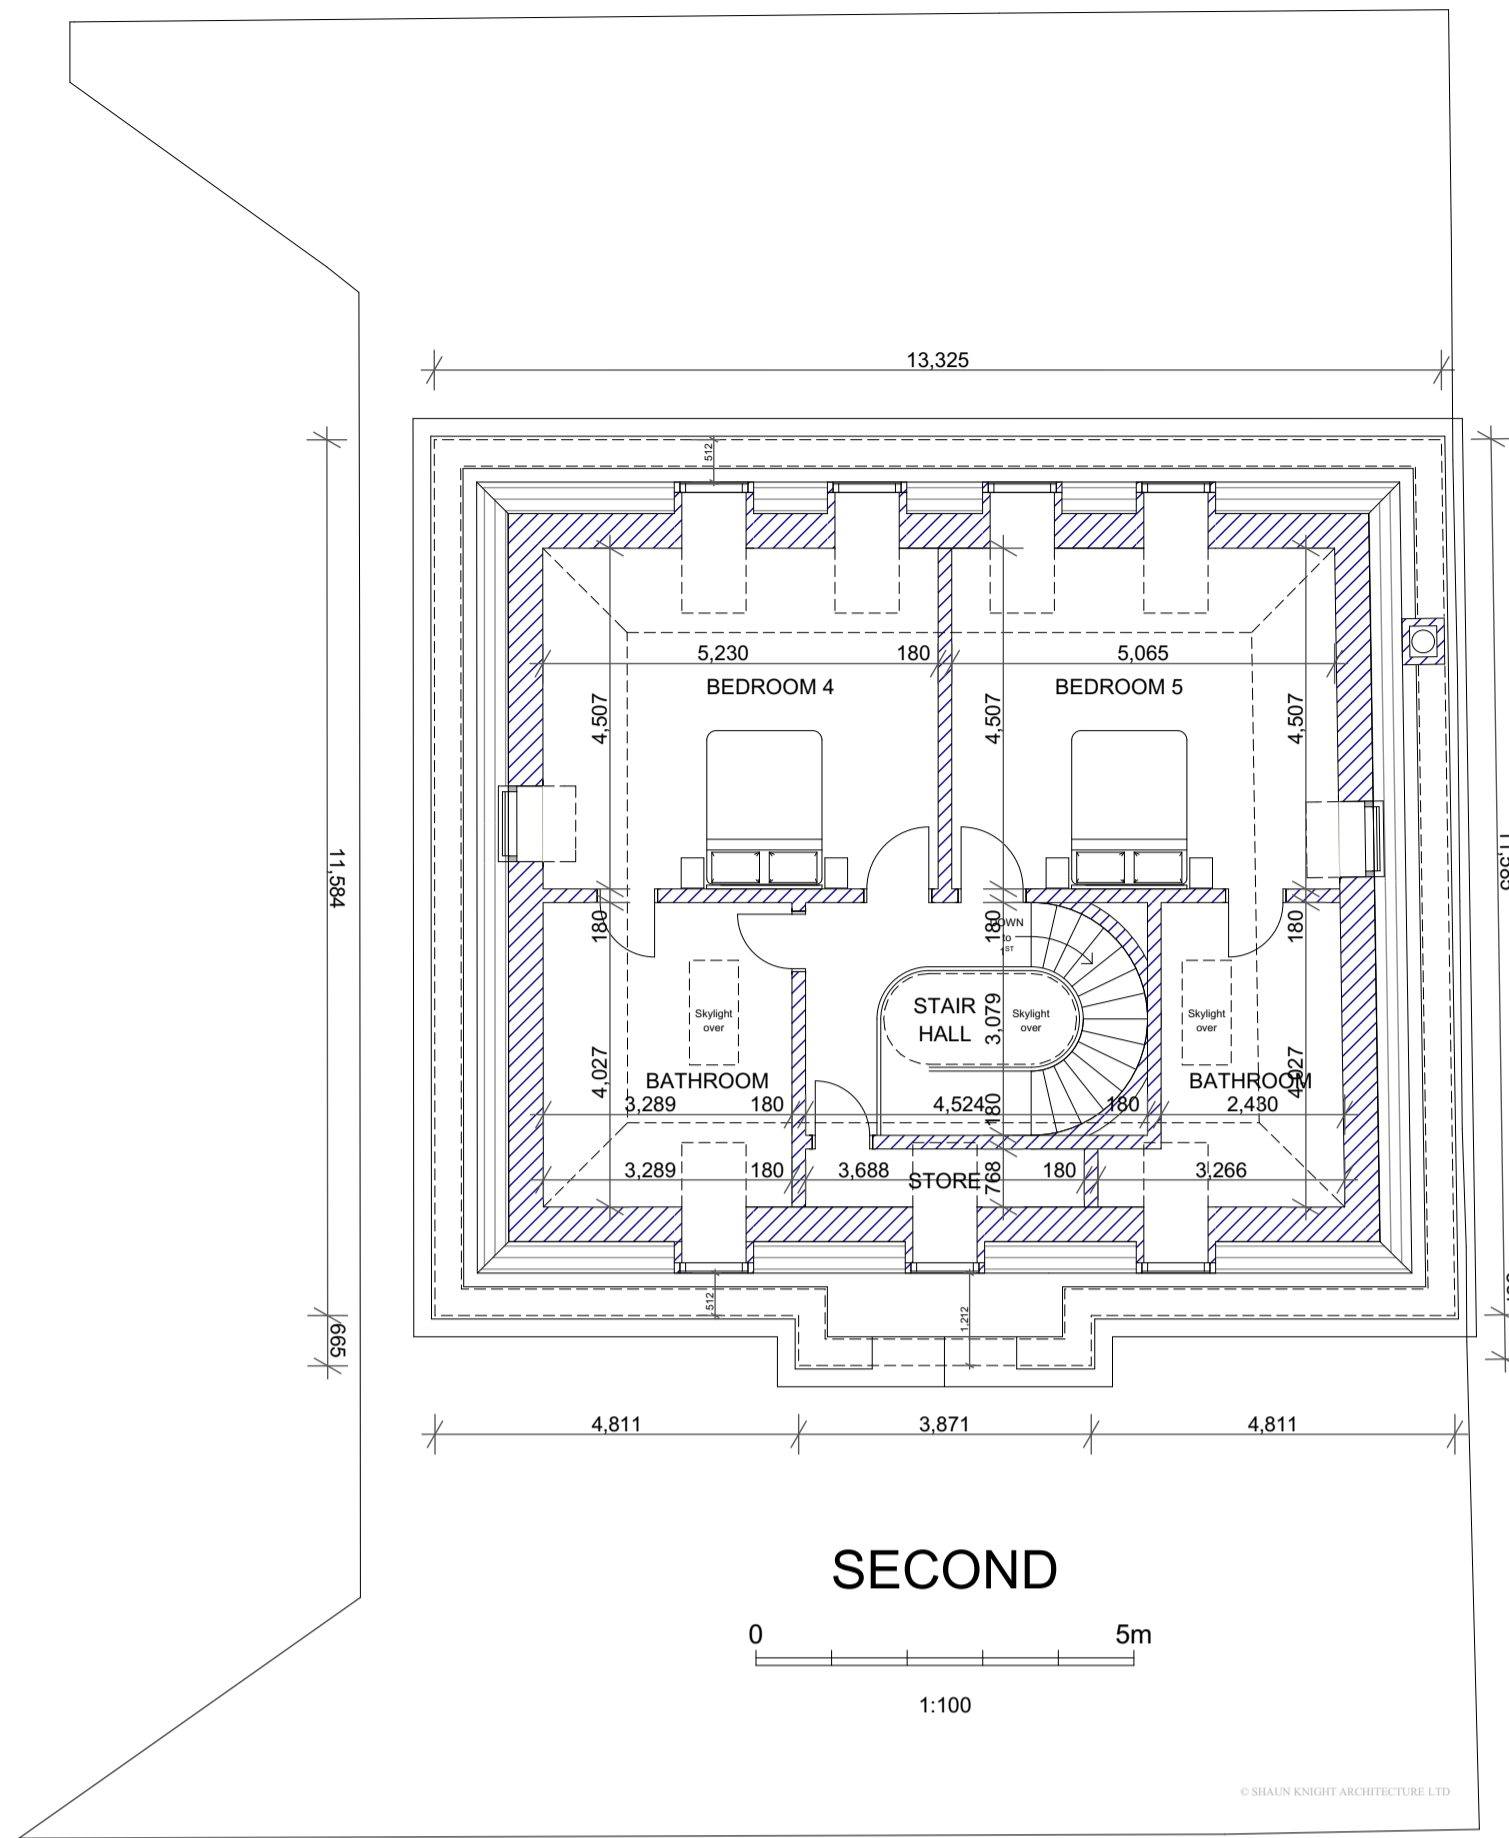 13,325
512
5,230
180
5,065
BEDROOM 4
BEDROOM 5
4,507
4,507
4,507
11,584
180
180
180
to
1ST
STAIR
HALL
3,079
Skylight
over
Skylight
over
Skylight
over
4,027
4,027
BATHROOM
BATHROOM
3,289
180
4,524
180
180
2,430
3,289
180
3,688
STORE
768
180
3,266
512
1,212
665
4,811
3,871
4,811
SECOND
0
5m
1:100
© SHAUN KNIGHT ARCHITECTURE LTD